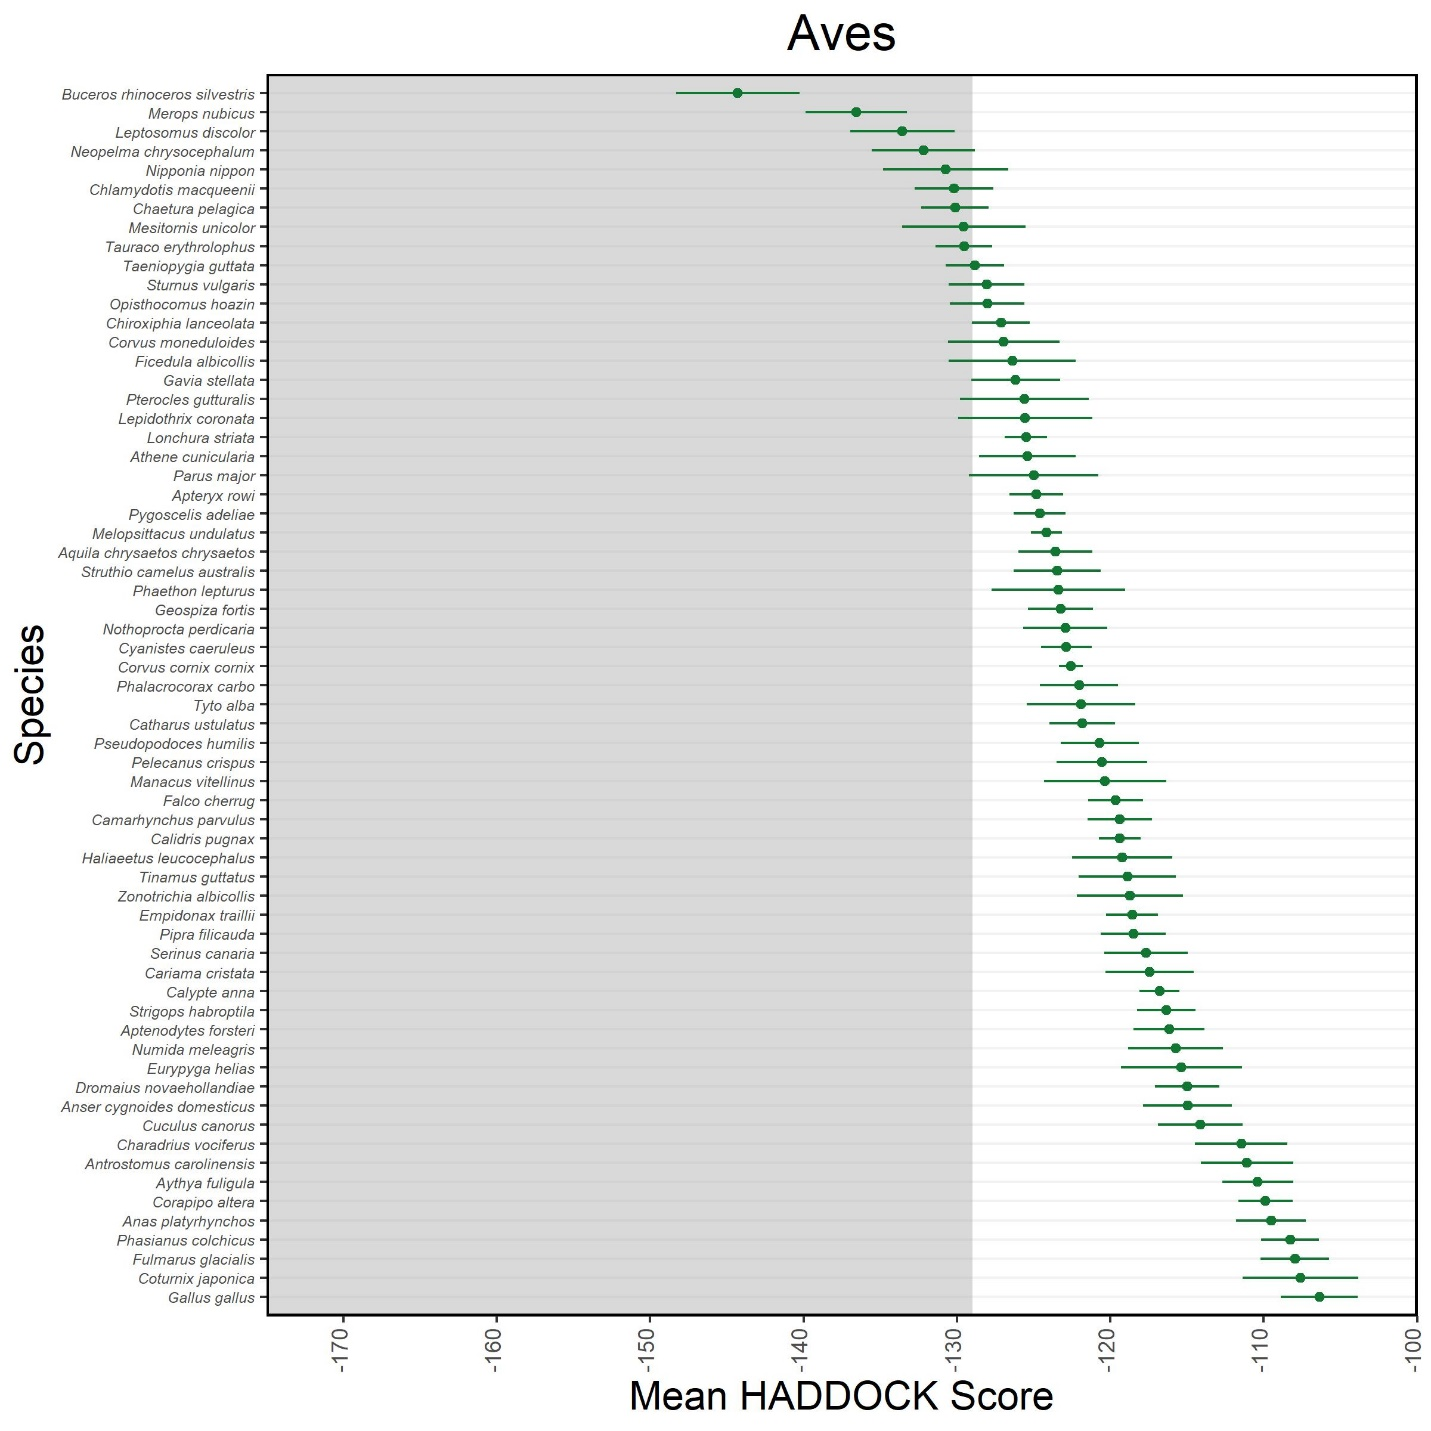 Aves
Species
Buceros rhinoceros silvestris
Merops nubicus
Leptosomus discolor
Neopelma chrysocephalum
Nipponia nippon
Chlamydotis macqueenii
Chaetura pelagica
Mesitornis unicolor
Tauraco erythrolophus
Taeniopygia guttata
Sturnus vulgaris
Opisthocomus hoazin
Chiroxiphia lanceolata
Corvus moneduloides
Ficedula albicollis
Gavia stellata
Pterocles gutturalis
Lepidothrix coronata
Lonchura striata
Athene cunicularia
Parus major
Apteryx rowi
Pygoscelis adeliae
Melopsittacus undulatus
Aquila chrysaetos chrysaetos
Struthio camelus australis
Phaethon lepturus
Geospiza fortis
Nothoprocta perdicaria
Cyanistes caeruleus
Corvus cornix cornix
Phalacrocorax carbo
Tyto alba
Catharus ustulatus
Pseudopodoces humilis
Pelecanus crispus
Manacus vitellinus
Falco cherrug
Camarhynchus parvulus
Calidris pugnax
Haliaeetus leucocephalus
Tinamus guttatus
Zonotrichia albicollis
Empidonax traillii
Pipra filicauda
Serinus canaria
Cariama cristata
Calypte anna
Strigops habroptila
Aptenodytes forsteri
Numida meleagris
Eurypyga helias
Dromaius novaehollandiae
Anser cygnoides domesticus
Cuculus canorus
Charadrius vociferus
Antrostomus carolinensis
Aythya fuligula
Corapipo altera
Anas platyrhynchos
Phasianus colchicus
Fulmarus glacialis
Coturnix japonica
Gallus gallus
-170
-160
-150
-140
-130
-120
-110
-100
Mean HADDOCK Score